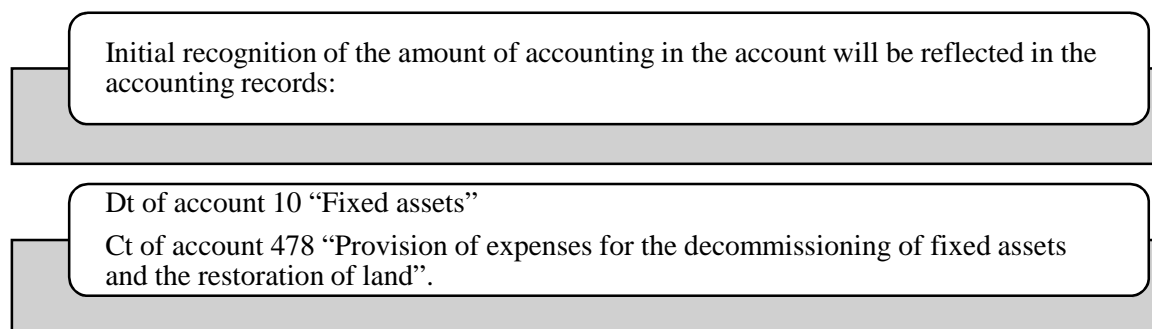 Initial recognition of the amount of accounting in the account will be reflected in the
accounting records:
Dt of account 10 “Fixed assets”
Ct of account 478 “Provision of expenses for the decommissioning of fixed assets
and the restoration of land”.